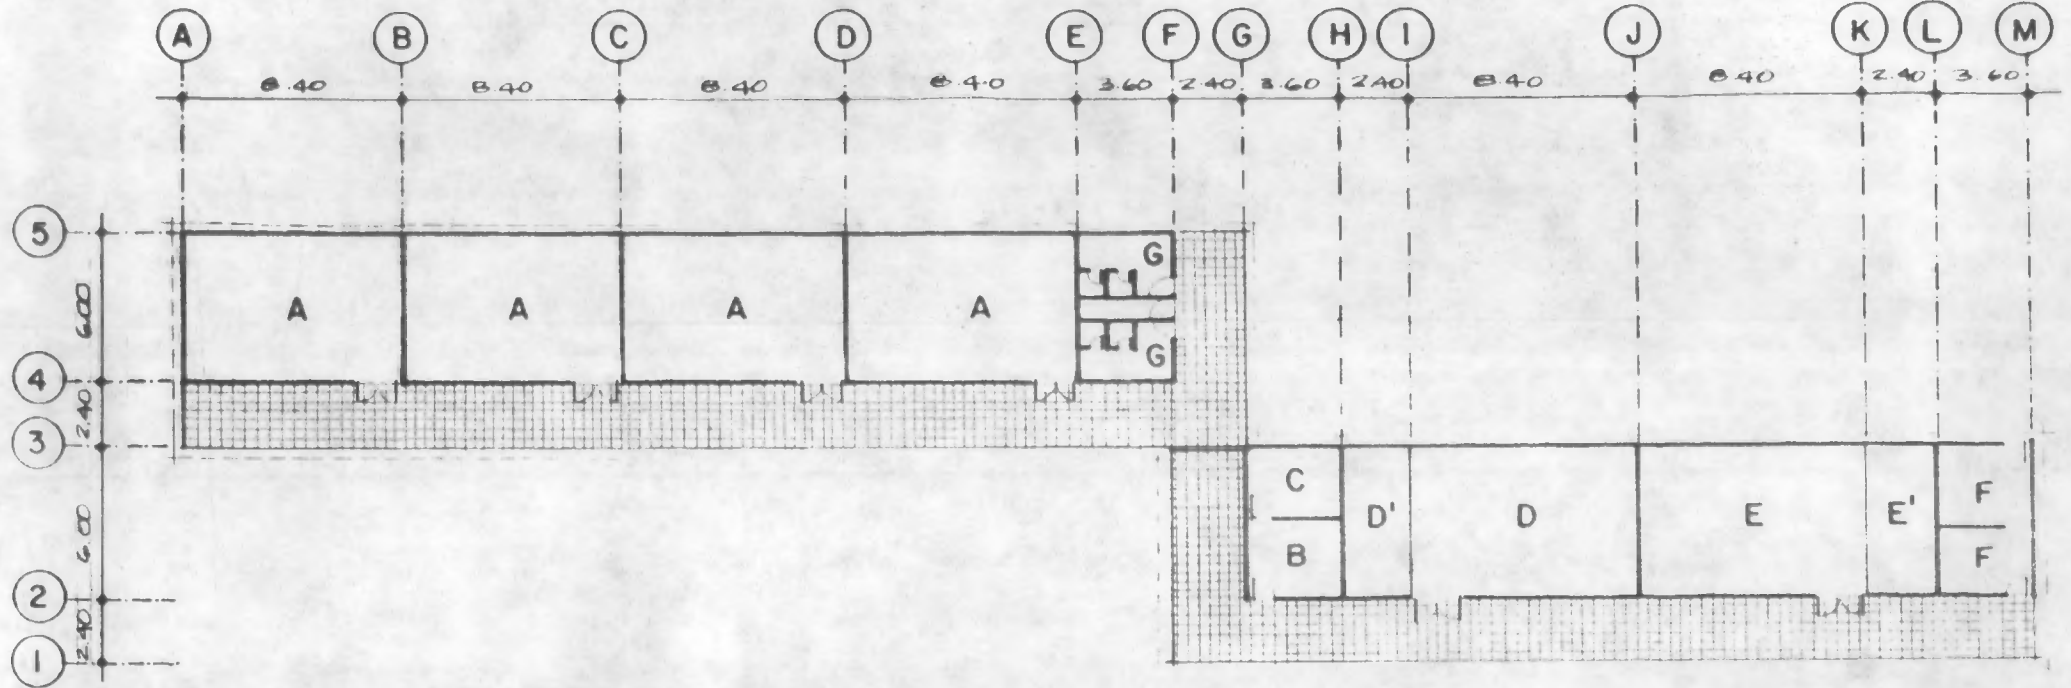 A B C D E F G H I J K L M
8.40 8.40 8.40 8.40 3.60 2.40 3.60 2.40 8.40 8.40 2.40 3.60
5
6.00
4
2.40
3
6.00
2
2.40
1
A A A A G
G
C D' D E E' F
B F